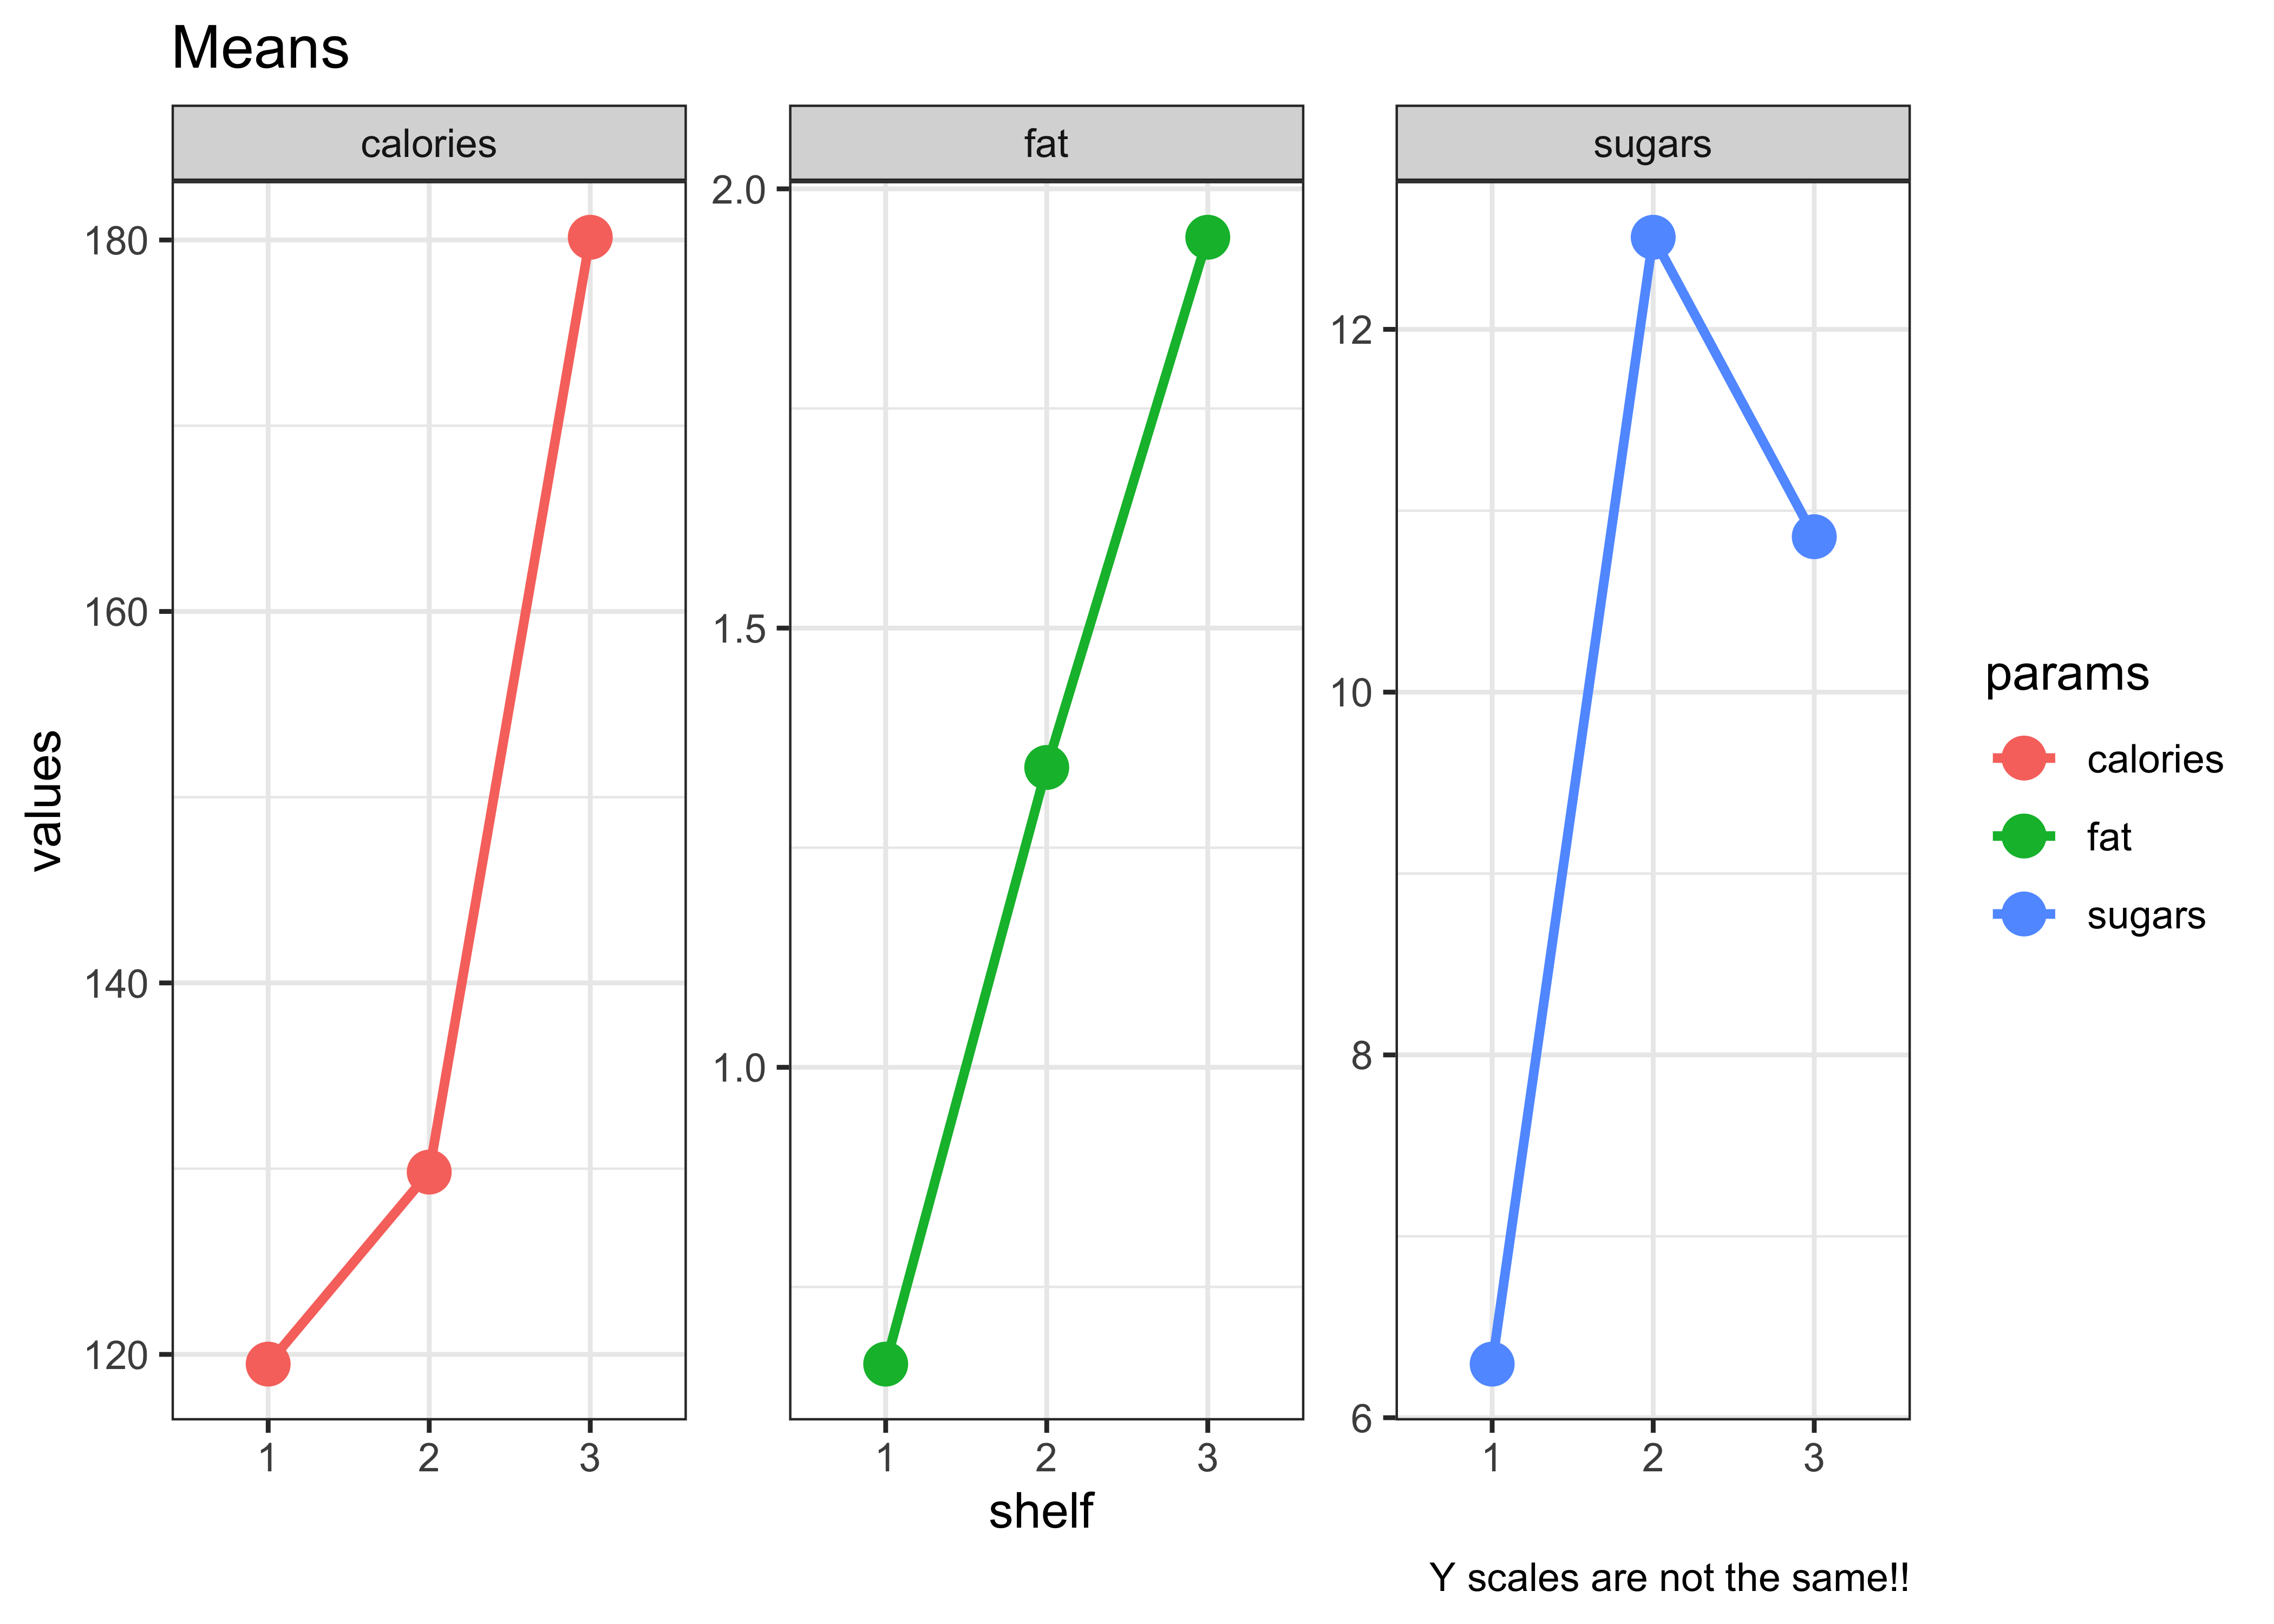 Means
calories
fat
sugars
values
180
160
140
120
2.0
1.5
1.0
12
10
8
6
1 2 3
1 2 3
1 2 3
shelf
params
calories
fat
sugars
Y scales are not the same!!